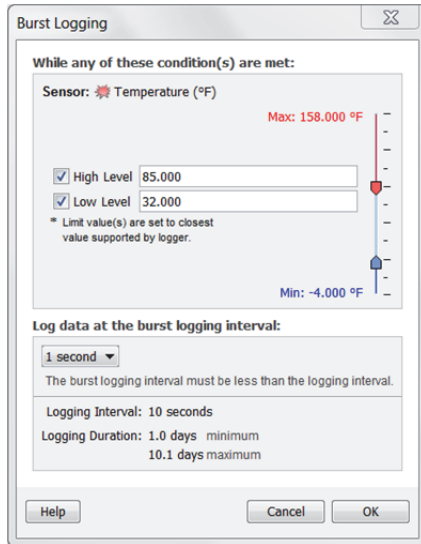 Burst Logging
While any of these condition(s) are met:
Sensor: Temperature (°F)
Max: 158.000 °F
High Level 85.000
Low Level 32.000
* Limit value(s) are set to closest
value supported by logger.
Min: -4.000 °F
Log data at the burst logging interval:
1 second
The burst logging interval must be less than the logging interval.
Logging Interval: 10 seconds
Logging Duration: 1.0 days minimum
10.1 days maximum
Help Cancel OK